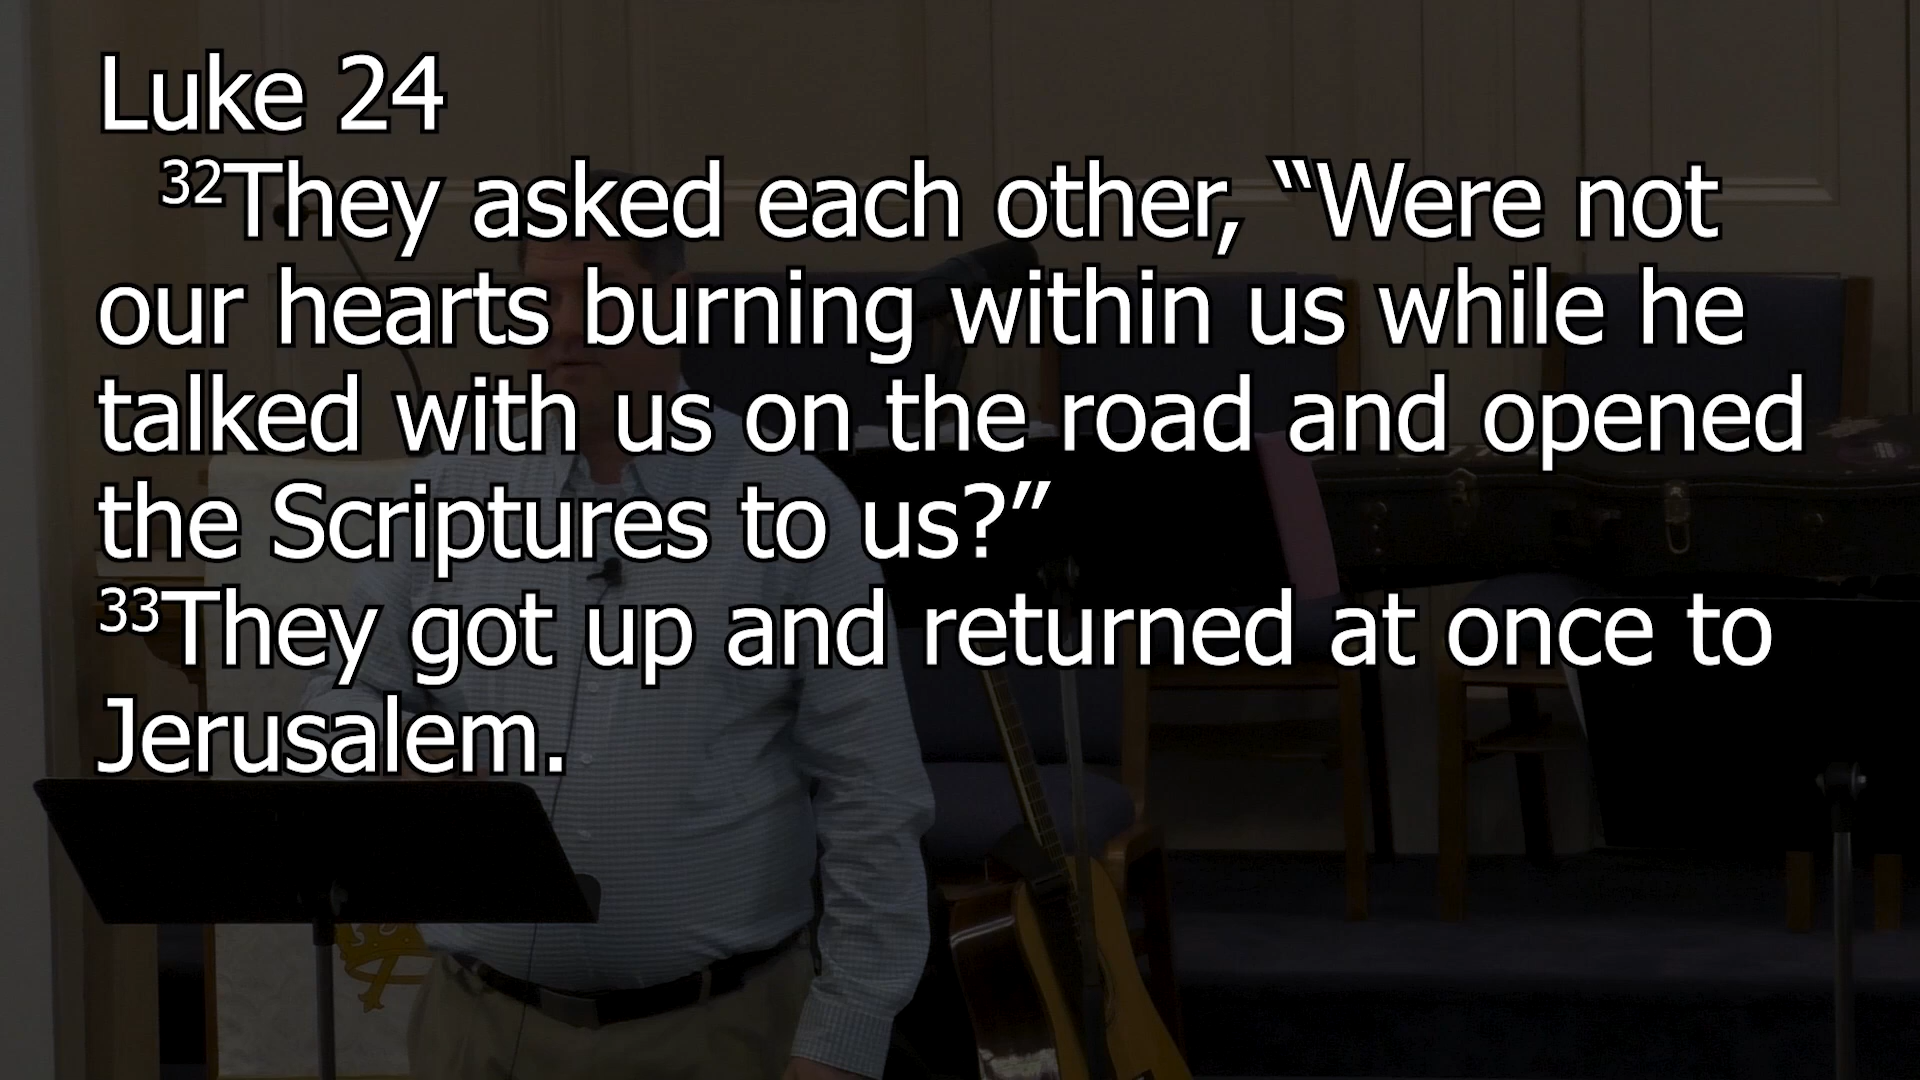 Luke 24
32They asked each other, “Were not
our hearts burning within us while he
talked with us on the road and opened
the Scriptures to us?”
33They got up and returned at once to
Jerusalem.